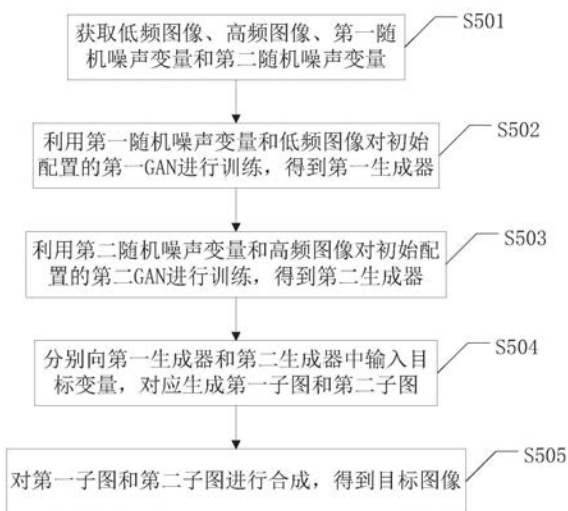 获取低频图像、高频图像、第一随
机噪声变量和第二随机噪声变量
S501
利用第一随机噪声变量和低频图像对初始
配置的第一GAN进行训练，得到第一生成器
S502
利用第二随机噪声变量和高频图像对初始配
置的第二GAN进行训练，得到第二生成器
S503
分别向第一生成器和第二生成器中输入目
标变量，对应生成第一子图和第二子图
S504
对第一子图和第二子图进行合成，得到目标图像
S505